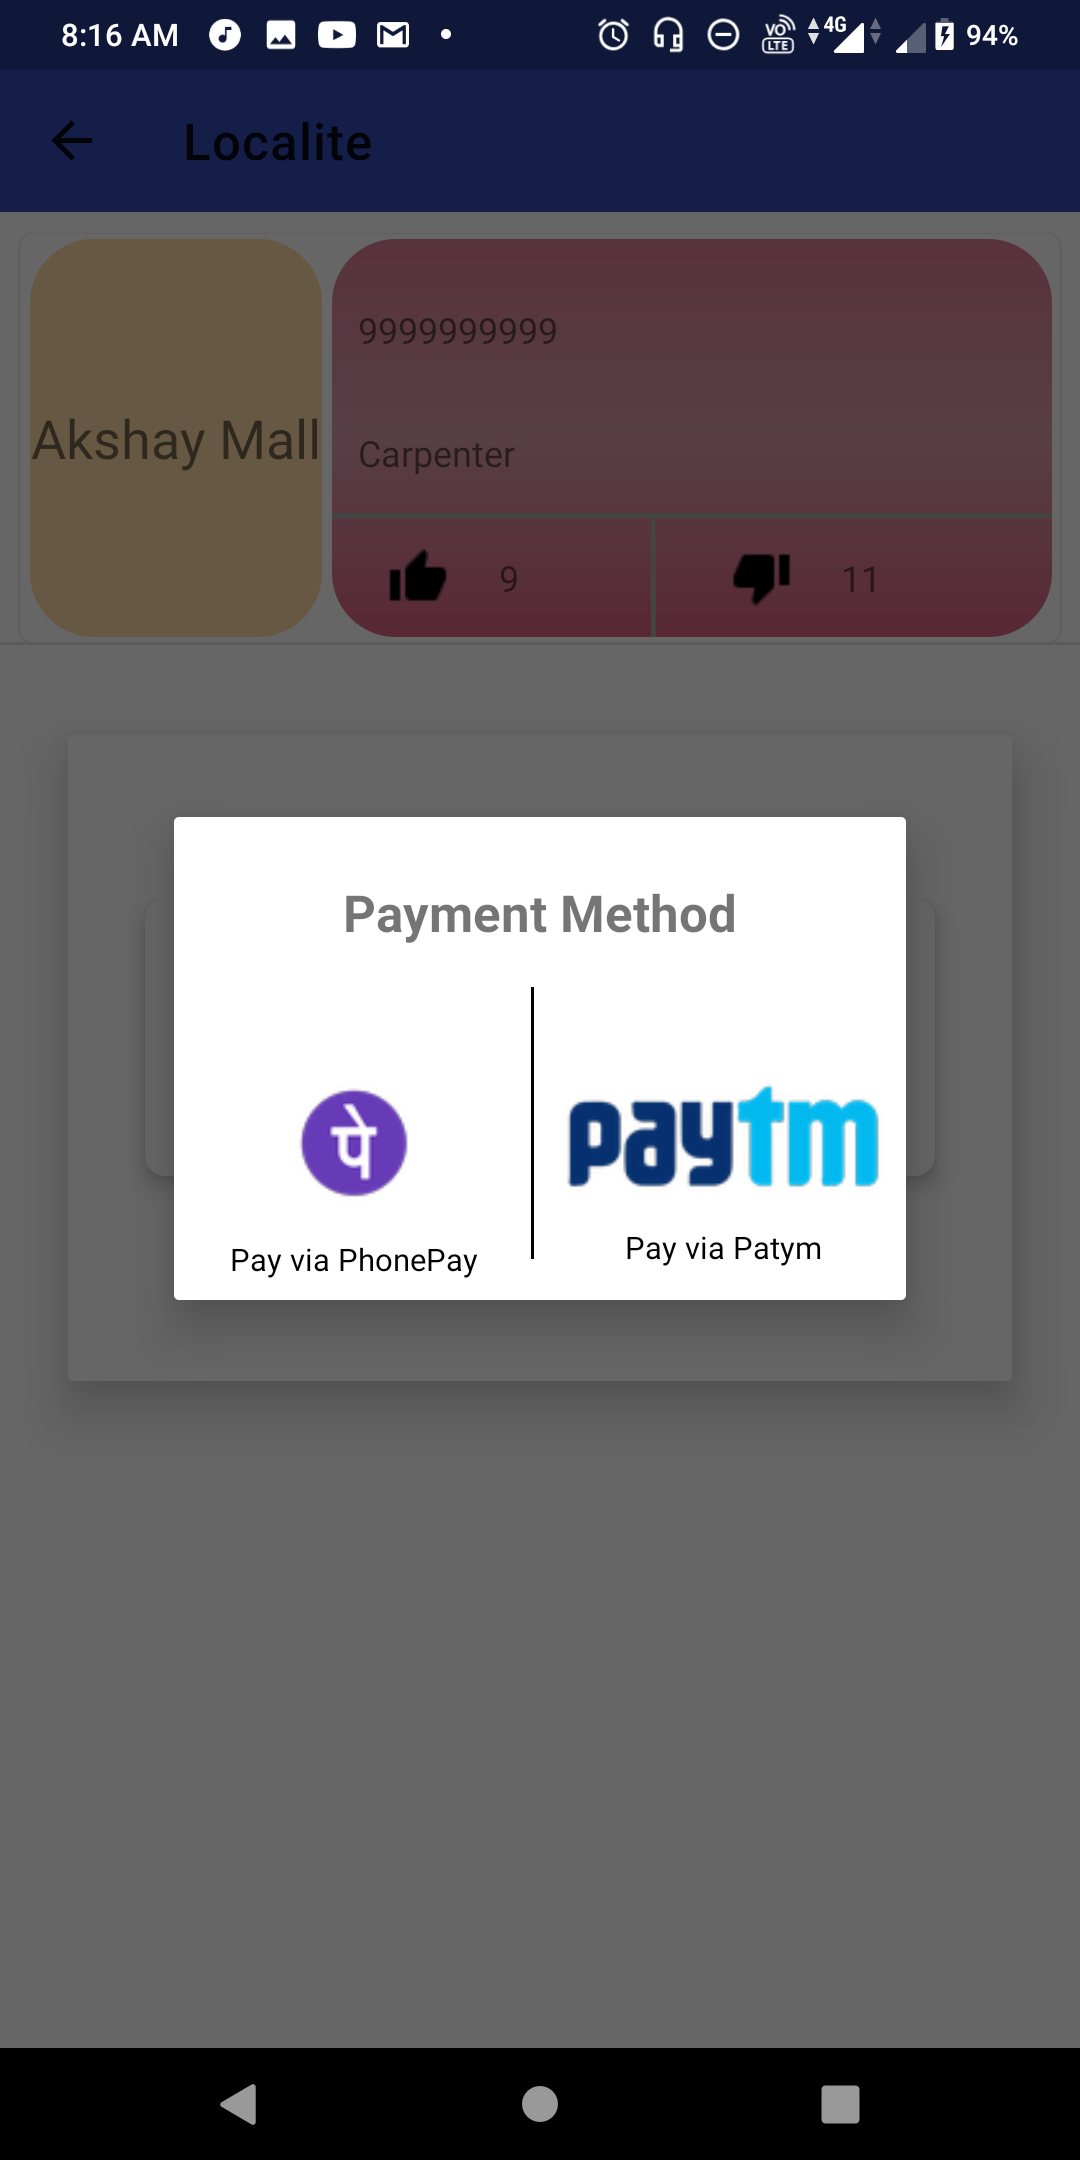 8:16 AM VO LTE 4G 94%
Localite
9999999999
Akshay Mall
Carpenter
9 11
Payment Method
पे paytm
Pay via PhonePay Pay via Patym